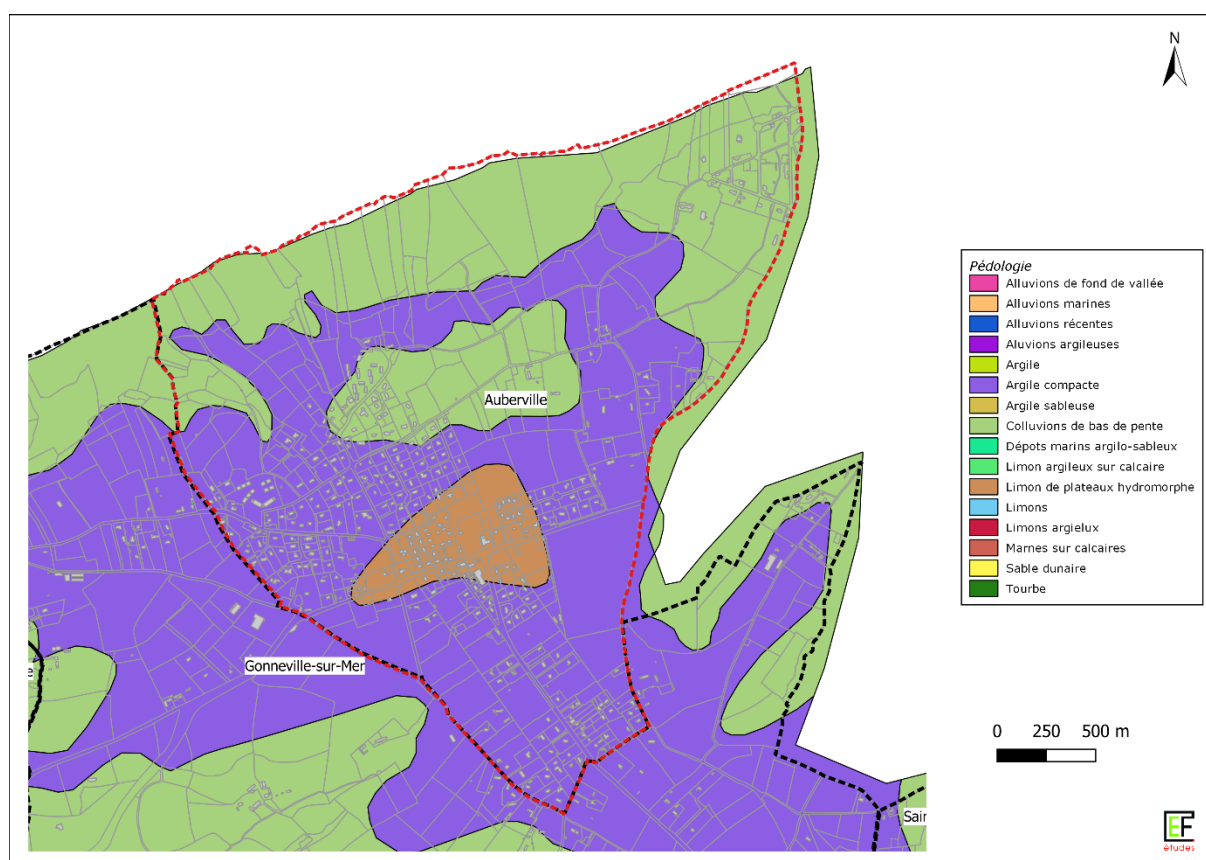 N
Auberville
Gonneville-sur-Mer
e
Sain
Pédologie
Alluvions de fond de vallée
Alluvions marines
Alluvions récentes
Aluvions argileuses
Argile
Argile compacte
Argile sableuse
Colluvions de bas de pente
Dépots marins argilo-sableux
Limon argileux sur calcaire
Limon de plateaux hydromorphe
Limons
Limons argielux
Marnes sur calcaires
Sable dunaire
Tourbe
0 250 500 m
EF
études